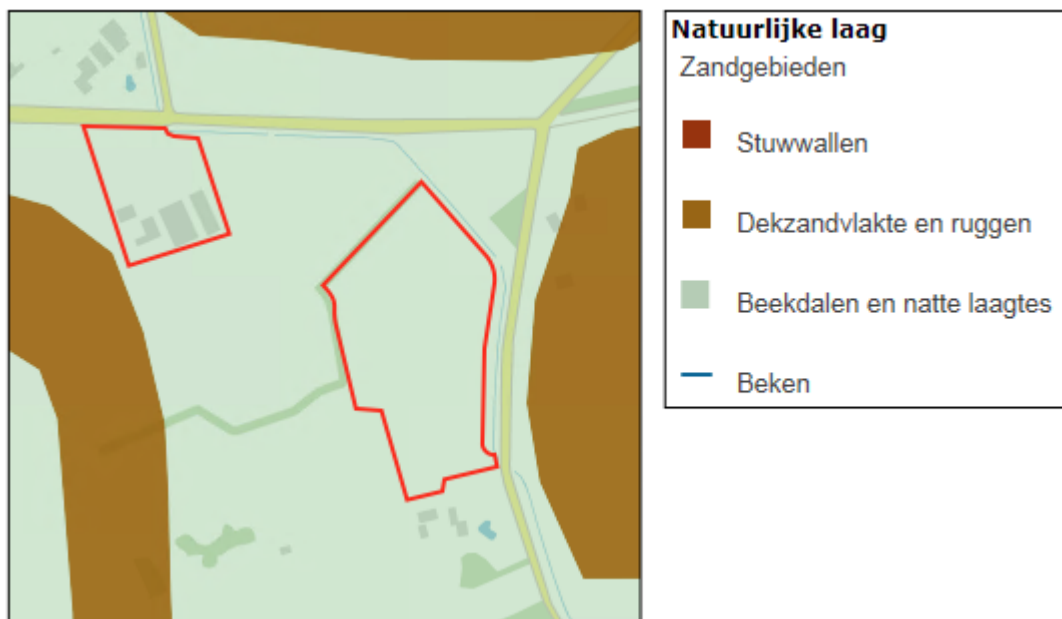 Natuurlijke laag
Zandgebieden
Stuwwallen
Dekzandvlakte en ruggen
Beekdalen en natte laagtes
Beken